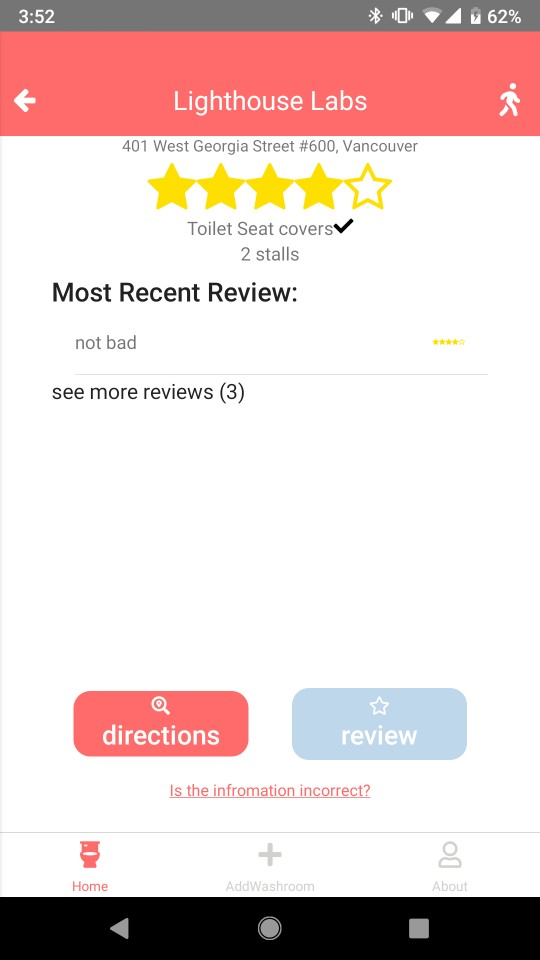 3:52
62%
Lighthouse Labs
401 West Georgia Street #600, Vancouver
Toilet Seat covers
2 stalls
Most Recent Review:
not bad
see more reviews (3)
directions
review
Is the infromation incorrect?
Home
AddWashroom
About